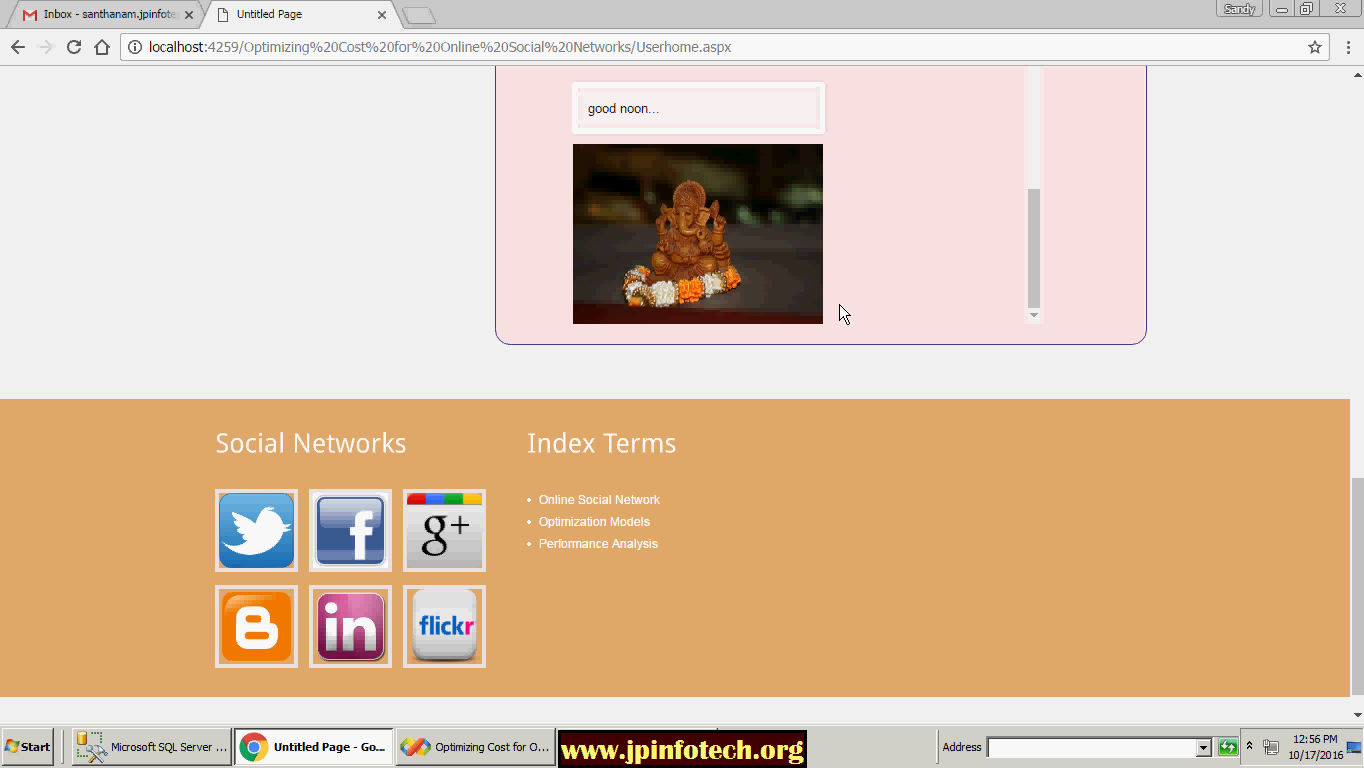 Inbox - santhanam.jpinfote
Untitled Page
Sandy
localhost:4259/Optimizing%20Cost%20for%20Online%20Social%20Networks/Userhome.aspx
good noon...
Social Networks
Index Terms
Online Social Network
Optimization Models
Performance Analysis
f
g+
B
in
flickr
Start
Microsoft SQL Server ...
Untitled Page - Go...
Optimizing Cost for O...
www.jpinfotech.org
Address
12:56 PM
10/17/2016